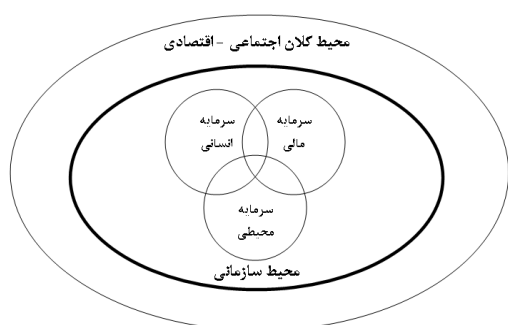 محیط کلان اجتماعی - اقتصادی
سرمایه
انسانی
سرمایه
مالی
سرمایه
محیطی
محیط سازمانی